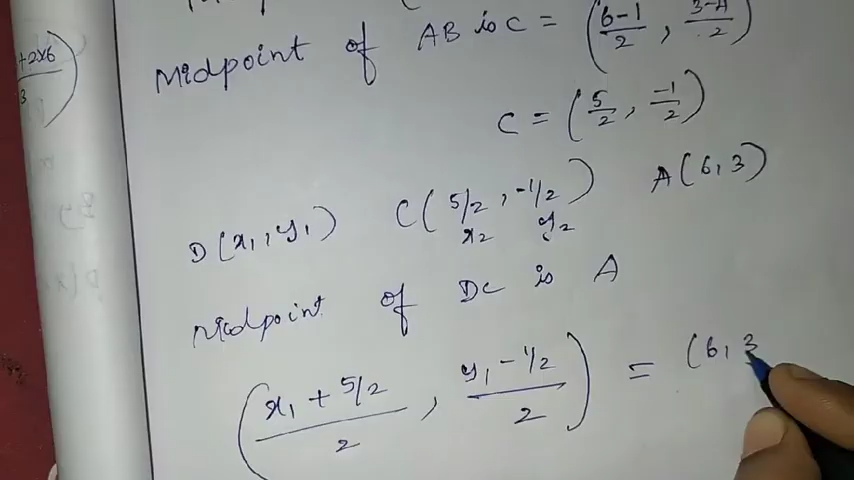 Midpoint of AB is C = (6-1/2, 3-4/2)
C = (5/2, -1/2)
D(x₁, y₁) C(5/2, -1/2) A(6, 3)
x₂ y₂
Midpoint of DC is A
(x₁ + 5/2 / 2, y₁ - 1/2 / 2) = (6, 3
+2x6
3